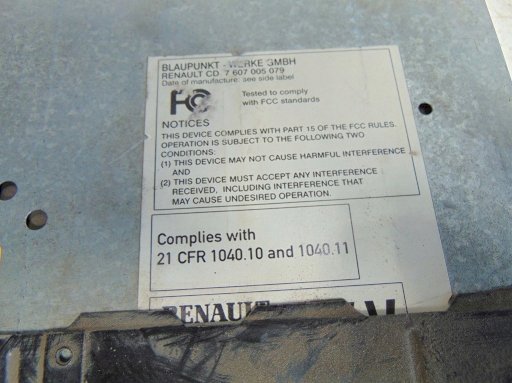 BLAUPUNKT - WERKE GMBH
RENAULT CD 7 607 005 079
Date of manufacture: see side label
FC
Tested to comply
with FCC standards
NOTICES
THIS DEVICE COMPLIES WITH PART 15 OF THE FCC RULES.
OPERATION IS SUBJECT TO THE FOLLOWING TWO
CONDITIONS:
(1) THIS DEVICE MAY NOT CAUSE HARMFUL INTERFERENCE
AND
(2) THIS DEVICE MUST ACCEPT ANY INTERFERENCE
RECEIVED, INCLUDING INTERFERENCE THAT
MAY CAUSE UNDESIRED OPERATION.
Complies with
21 CFR 1040.10 and 1040.11
RENAULT